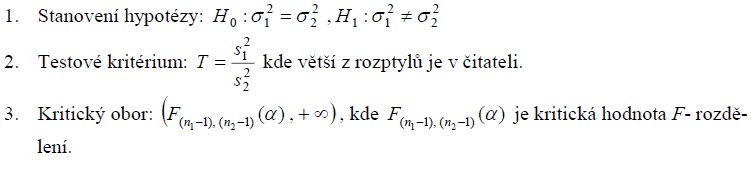 1. Stanovení hypotézy: H₀ : σ₁² = σ₂² , H₁ : σ₁² ≠ σ₂²
2. Testové kritérium: T = s₁² / s₂² kde větší z rozptylů je v čitateli.
3. Kritický obor: (F₍ₙ₁₋₁₎, ₍ₙ₂₋₁₎(α) , + ∞), kde F₍ₙ₁₋₁₎, ₍ₙ₂₋₁₎(α) je kritická hodnota F- rozdě-
lení.